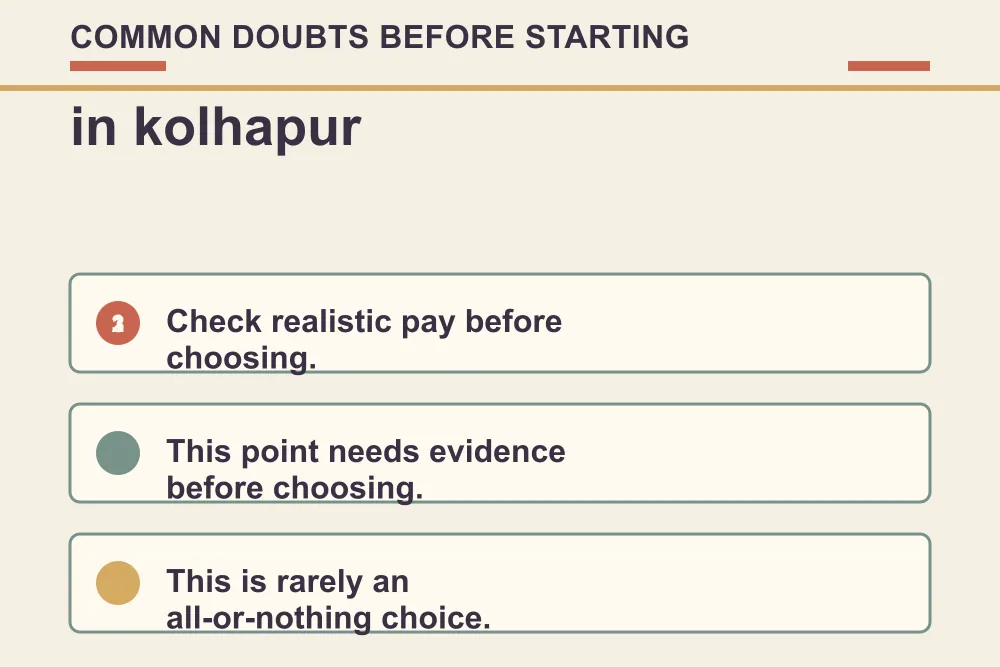 COMMON DOUBTS BEFORE STARTING
in kolhapur
Check realistic pay before
choosing.
This point needs evidence
before choosing.
This is rarely an
all-or-nothing choice.